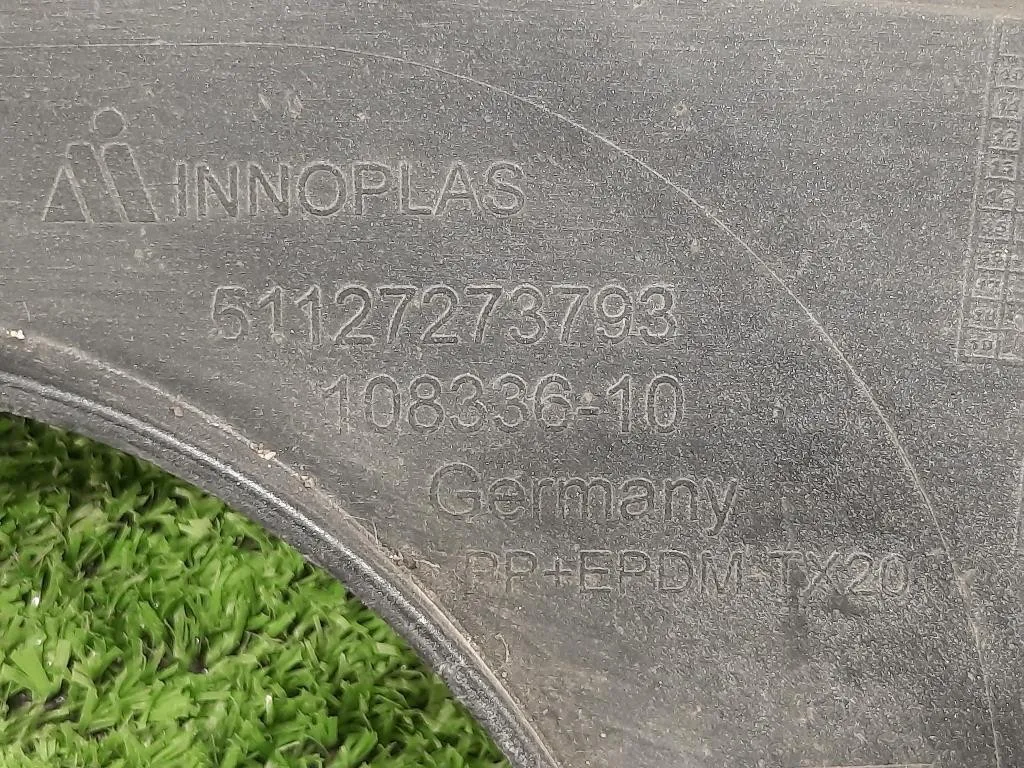 INNOPLAS
51127273793
108336-10
Germany
PP+EPDM-TX20